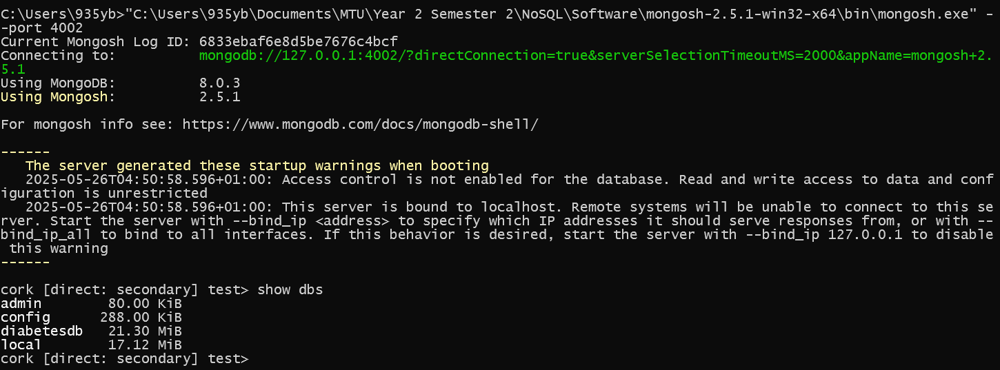 C:\Users\935yb>"C:\Users\935yb\Documents\MTU\Year 2 Semester 2\NoSQL\Software\mongosh-2.5.1-win32-x64\bin\mongosh.exe" -
-port 4002
Current Mongosh Log ID: 6833ebaf6e8d5be7676c4bcf
Connecting to:          mongodb://127.0.0.1:4002/?directConnection=true&serverSelectionTimeoutMS=2000&appName=mongosh+2.
5.1
Using MongoDB:          8.0.3
Using Mongosh:          2.5.1
For mongosh info see: https://www.mongodb.com/docs/mongodb-shell/
------
   The server generated these startup warnings when booting
   2025-05-26T04:50:58.596+01:00: Access control is not enabled for the database. Read and write access to data and conf
iguration is unrestricted
   2025-05-26T04:50:58.596+01:00: This server is bound to localhost. Remote systems will be unable to connect to this se
rver. Start the server with --bind_ip <address> to specify which IP addresses it should serve responses from, or with --
bind_ip_all to bind to all interfaces. If this behavior is desired, start the server with --bind_ip 127.0.0.1 to disable
 this warning
------
cork [direct: secondary] test> show dbs
admin        80.00 KiB
config      288.00 KiB
diabetesdb   21.30 MiB
local        17.12 MiB
cork [direct: secondary] test>